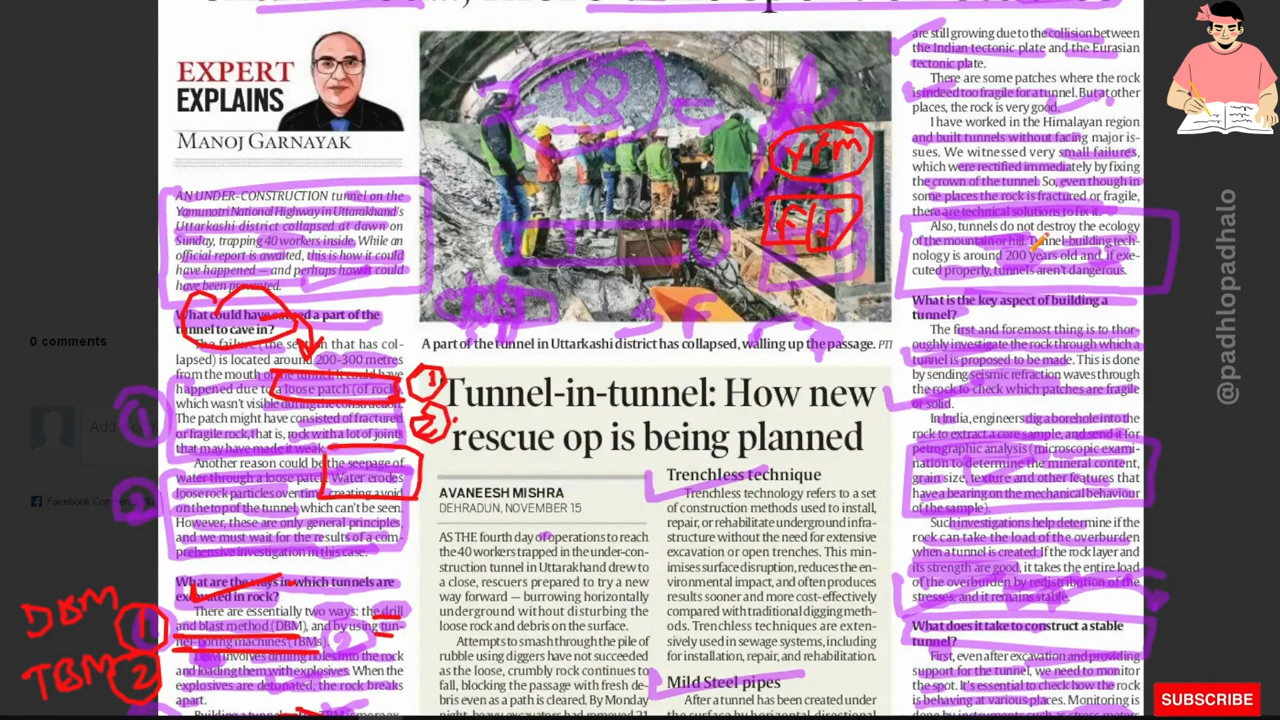 EXPERT
EXPLAINS
MANOJ GARNAYAK
AN UNDER-CONSTRUCTION tunnel on the
Yamunotri National Highway in Uttarakhand's
Uttarkashi district collapsed at dawn on
Sunday, trapping 40 workers inside. While an
official report is awaited, this is how it could
have happened — and perhaps how it could
have been prevented.
What could have caused a part of the
tunnel to cave in?
The failure (the section that has col-
lapsed) is located around 200-300 metres
from the mouth of the tunnel. It could have
happened due to a loose patch (of rock)
which wasn't visible during the construction.
The patch might have consisted of fractured
or fragile rock, that is, rock with a lot of joints
that may have made it weak.
Another reason could be the seepage of
water through a loose patch. Water erodes
loose rock particles over time, creating a void
on the top of the tunnel, which can't be seen.
However, these are only general principles,
and we must wait for the results of a com-
prehensive investigation in this case.
What are the ways in which tunnels are
excavated in rock?
There are essentially two ways: the drill
and blast method (DBM), and by using tun-
nel-boring machines (TBMs).
DBM involves drilling holes into the rock
and loading them with explosives. When the
explosives are detonated, the rock breaks
apart.
A part of the tunnel in Uttarkashi district has collapsed, walling up the passage. PTI
Tunnel-in-tunnel: How new
rescue op is being planned
AVANEESH MISHRA
DEHRADUN, NOVEMBER 15
AS THE fourth day of operations to reach
the 40 workers trapped in the under-con-
struction tunnel in Uttarakhand drew to
a close, rescuers prepared to try a new
way forward — burrowing horizontally
underground without disturbing the
loose rock and debris on the surface.
Attempts to smash through the pile of
rubble using diggers have not succeeded
as the loose, crumbly rock continues to
fall, blocking the passage with fresh de-
bris even as a path is cleared. By Monday
night, heavy excavators had removed 21
Trenchless technique
Trenchless technology refers to a set
of construction methods used to install,
repair, or rehabilitate underground infra-
structure without the need for extensive
excavation or open trenches. This min-
imises surface disruption, reduces the en-
vironmental impact, and often produces
results sooner and more cost-effectively
compared with traditional digging meth-
ods. Trenchless techniques are exten-
sively used in sewage systems, including
for installation, repair, and rehabilitation.
Mild Steel pipes
After a tunnel has been created under
the surface by horizontal directional
are still growing due to the collision between
the Indian tectonic plate and the Eurasian
tectonic plate.
There are some patches where the rock
is indeed too fragile for a tunnel. But at other
places, the rock is very good.
I have worked in the Himalayan region
and built tunnels without facing major is-
sues. We witnessed very small failures,
which were rectified immediately by fixing
the crown of the tunnel. So, even though in
some places the rock is fractured or fragile,
there are technical solutions to fix it.
Also, tunnels do not destroy the ecology
of the mountain or hill. Tunnel-building tech-
nology is around 200 years old and, if exe-
cuted properly, tunnels aren't dangerous.
What is the key aspect of building a
tunnel?
The first and foremost thing is to thor-
oughly investigate the rock through which a
tunnel is proposed to be made. This is done
by sending seismic refraction waves through
the rock to check which patches are fragile
or solid.
In India, engineers dig a borehole into the
rock to extract a core sample, and send it for
petrographic analysis (microscopic exami-
nation to determine the mineral content,
grain size, texture and other features that
have a bearing on the mechanical behaviour
of the sample).
Such investigations help determine if the
rock can take the load of the overburden
when a tunnel is created. If the rock layer and
its strength are good, it takes the entire load
of the overburden by redistribution of the
stresses, and it remains stable.
What does it take to construct a stable
tunnel?
First, even after excavation and providing
support for the tunnel, we need to monitor
the spot. It's essential to check how the rock
is behaving at various places. Monitoring is
DBM 1
TBM 2
1
2
0 comments
@padhlopadhalo
SUBSCRIBE